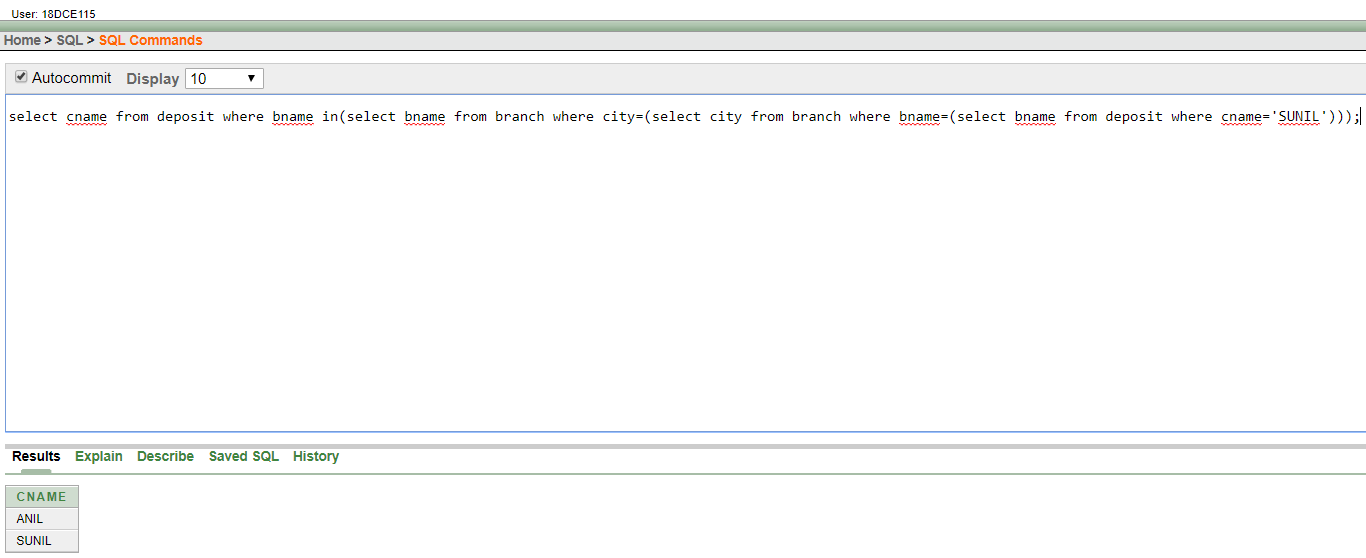 User: 18DCE115
Home > SQL > SQL Commands
Autocommit Display 10
select cname from deposit where bname in(select bname from branch where city=(select city from branch where bname=(select bname from deposit where cname='SUNIL')));
Results Explain Describe Saved SQL History
CNAME
ANIL
SUNIL